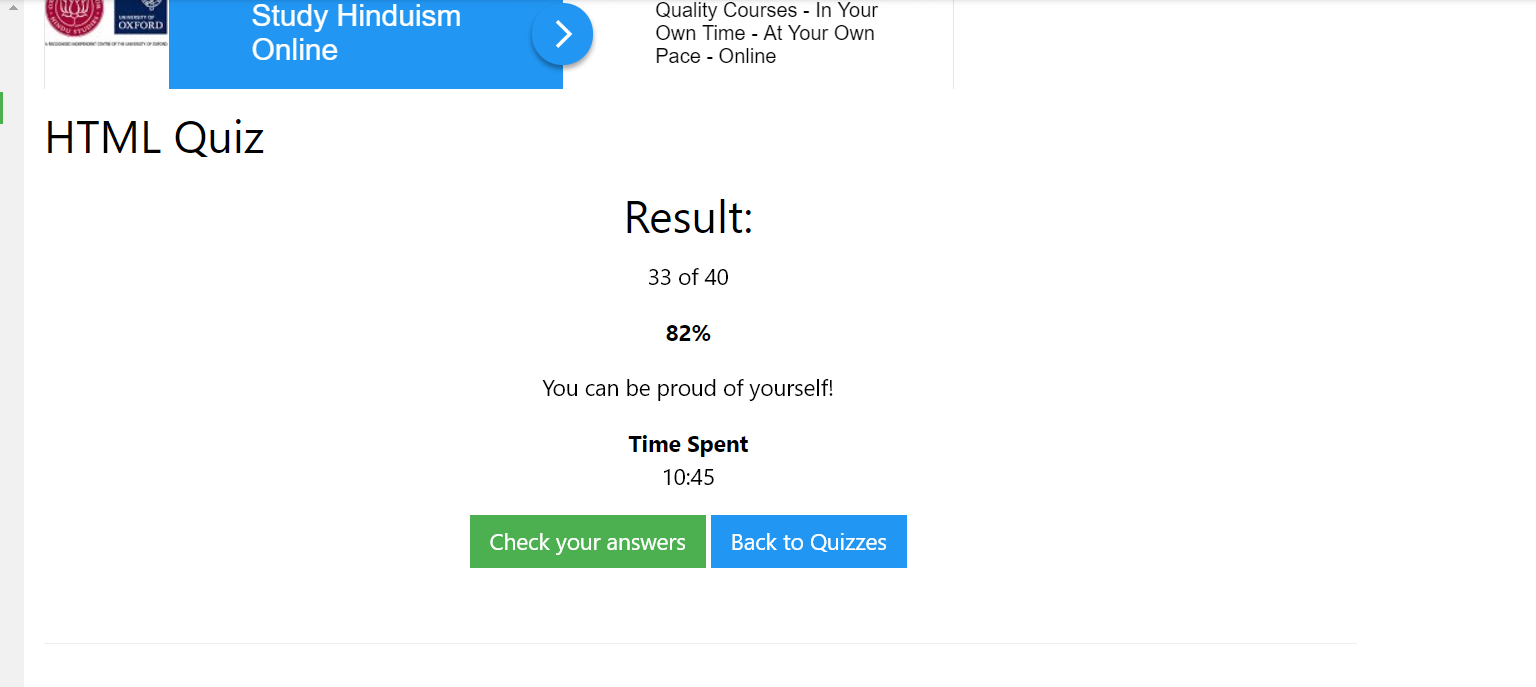 UNIVERSITY OF
OXFORD
Study Hinduism
Online
Quality Courses - In Your
Own Time - At Your Own
Pace - Online
HTML Quiz
Result:
33 of 40
82%
You can be proud of yourself!
Time Spent
10:45
Check your answers
Back to Quizzes